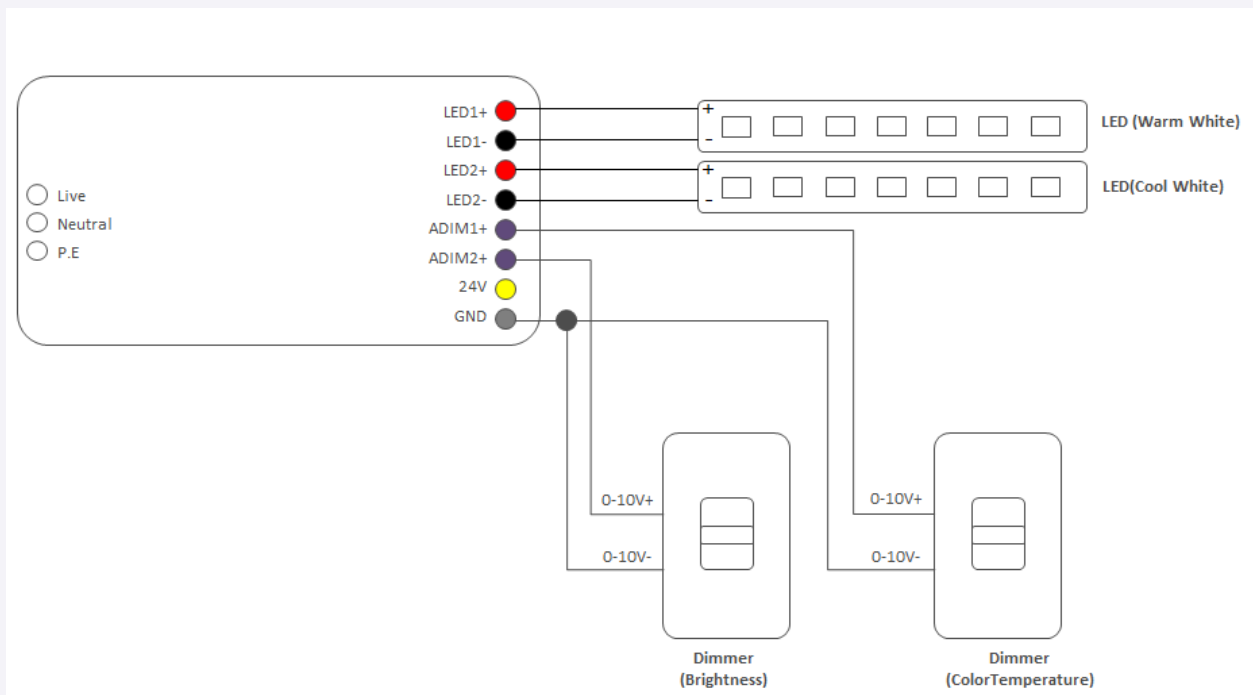 LED1+
LED1-
LED2+
LED2-
ADIM1+
ADIM2+
24V
GND
Live
Neutral
P.E
+
-
LED (Warm White)
+
-
LED(Cool White)
0-10V+
0-10V-
Dimmer
(Brightness)
0-10V+
0-10V-
Dimmer
(ColorTemperature)